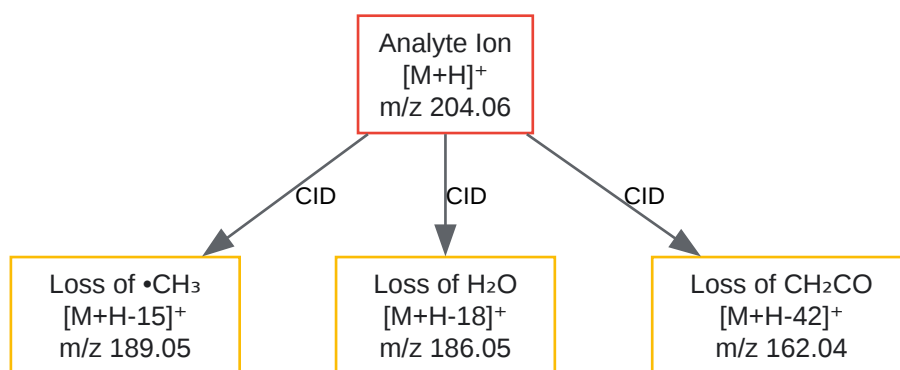 Analyte Ion
[M+H]⁺
m/z 204.06
CID
CID
CID
Loss of •CH₃
[M+H-15]⁺
m/z 189.05
Loss of H₂O
[M+H-18]⁺
m/z 186.05
Loss of CH₂CO
[M+H-42]⁺
m/z 162.04